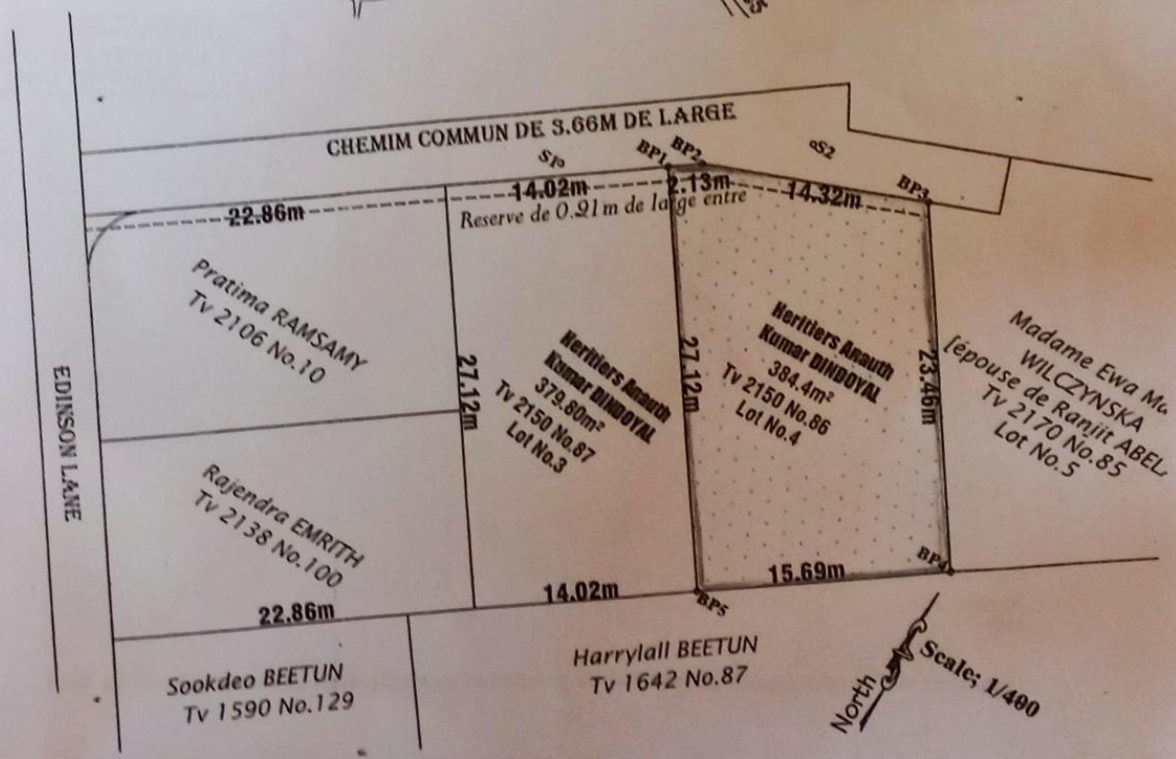 CHEMIM COMMUN DE 3.66M DE LARGE
S1
BP1
BP2
S2
BP3
22.86m
14.02m
2.13m
14.32m
Reserve de 0.91m de large entre
Pratima RAMSAMY
Tv 2106 No.10
EDINSON LANE
27.12m
Heritiers Anauth
Kumar DINDOYAL
379.80m²
Tv 2150 No.87
Lot No.3
27.12m
Heritiers Anauth
Kumar DINDOYAL
384.4m²
Tv 2150 No.86
Lot No.4
23.46m
Madame Ewa
WILCZYNSKA
[épouse de Ranjit ABEL
Tv 2170 No.85
Lot No.5
Rajendra EMRITH
Tv 2138 No.100
22.86m
14.02m
15.69m
BP4
BP5
Sookdeo BEETUN
Tv 1590 No.129
Harrylall BEETUN
Tv 1642 No.87
North
Scale; 1/400